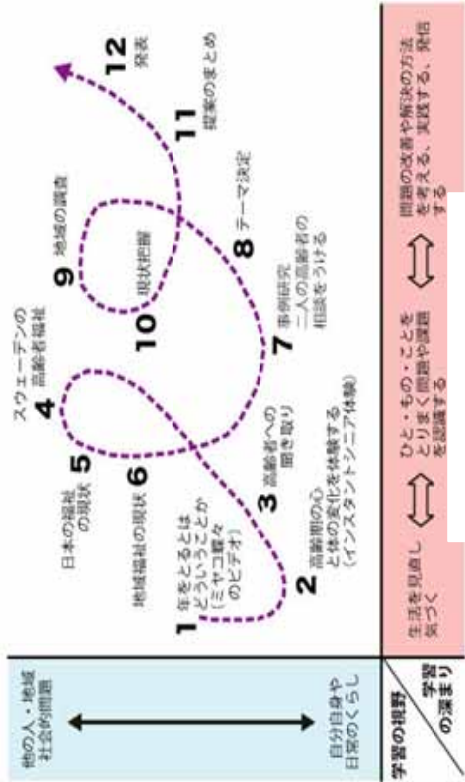 他の人・地域
社会的問題
自分自身や
日常のくらし
学習の視野
学習
の深まり
1
年をとるとは
どういうことか
(ミヤコ蝶々
のビデオ)
2
高齢期の心
と体の変化を体験する
(インスタントシニア体験)
3
高齢者への
聞き取り
4
スウェーデンの
高齢者福祉
5
日本の福祉
の現状
6
地域福祉の現状
7
事例研究
二人の高齢者の
相談をうける
8
テーマ決定
9
地域の調査
10
現状把握
11
提案のまとめ
12
発表
生活を見直し
気づく
ひと・もの・ことを
とりまく問題や課題
を認識する
問題の改善や解決の方法
を考える、実践する、発信
する